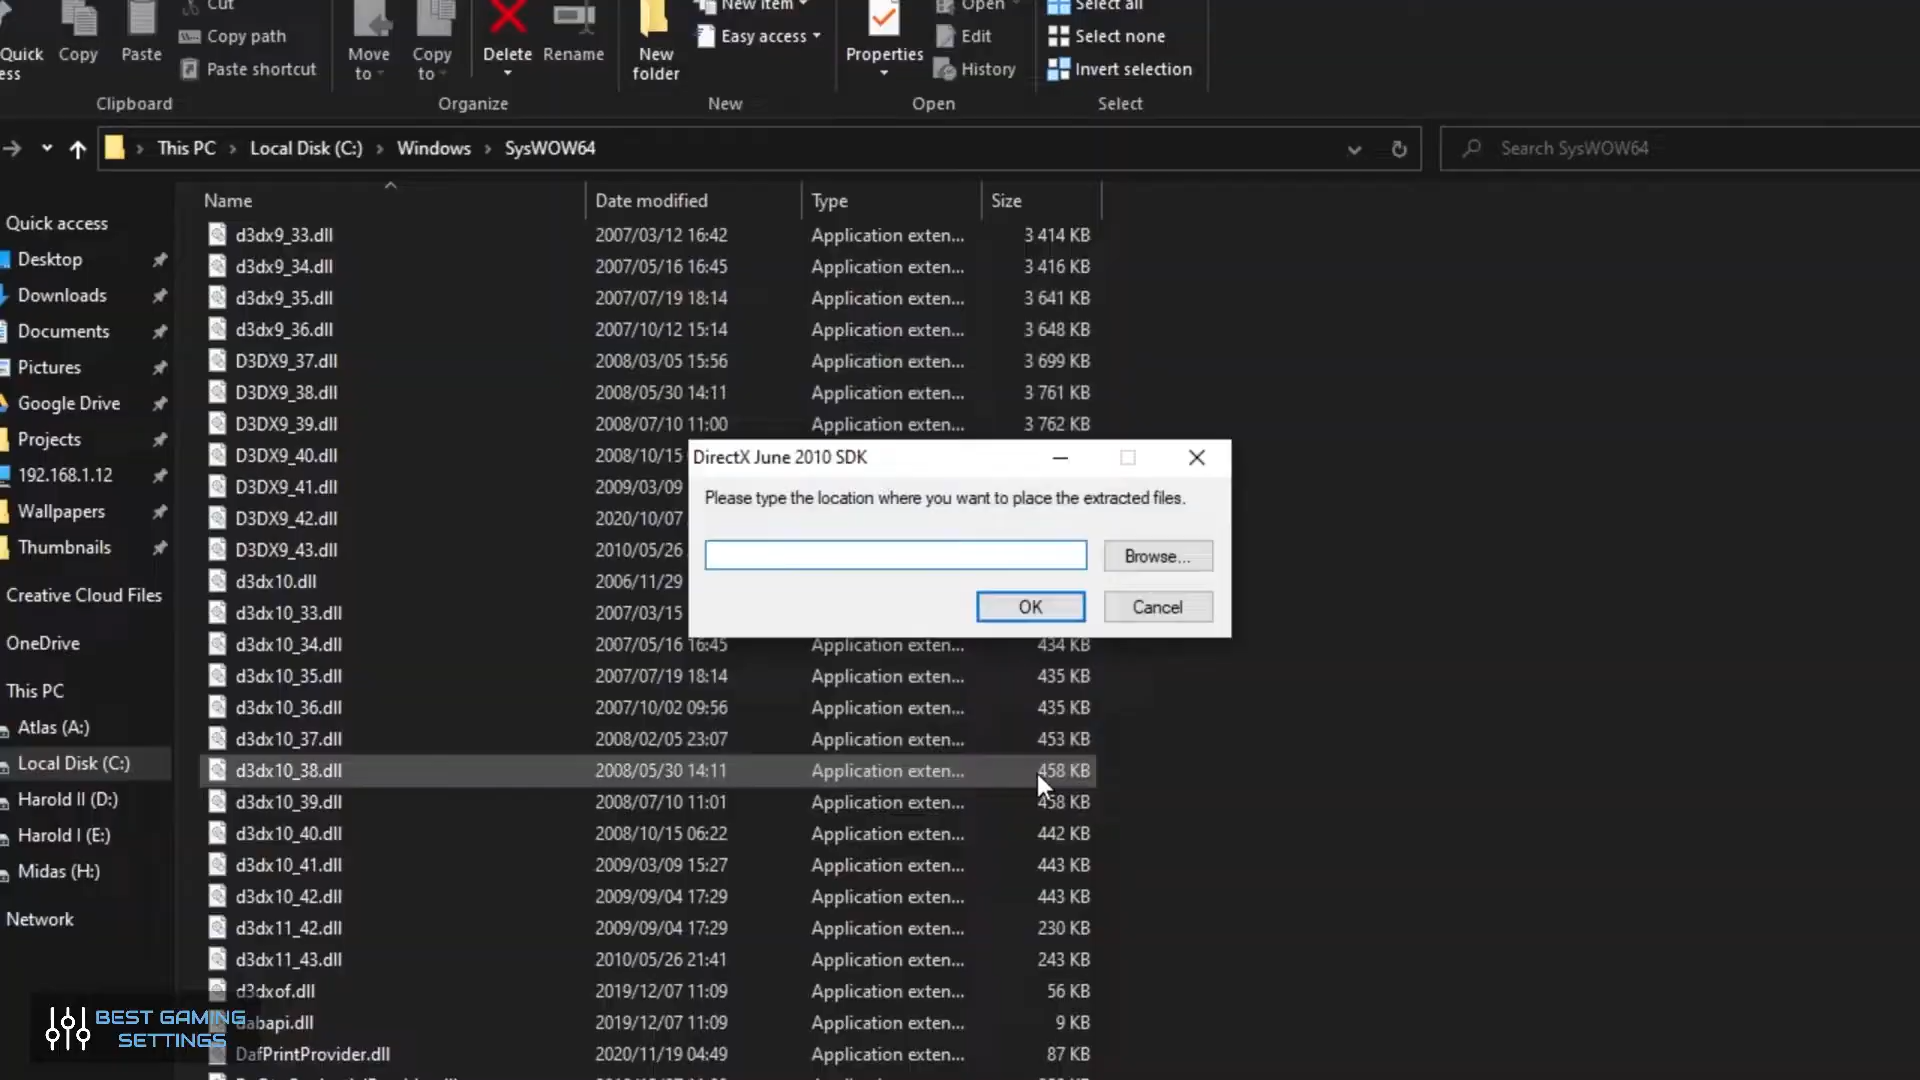 Cut
New item
Open
Select all
Quick
Copy
Paste
Copy path
Paste shortcut
Move to
Copy to
Delete
Rename
New folder
Easy access
Properties
Edit
History
Select none
Invert selection
Clipboard
Organize
New
Open
Select
This PC > Local Disk (C:) > Windows > SysWOW64
Search SysWOW64
Name Date modified Type Size
Quick access
Desktop
Downloads
Documents
Pictures
Google Drive
Projects
192.168.1.12
Wallpapers
Thumbnails
Creative Cloud Files
OneDrive
This PC
Atlas (A:)
Local Disk (C:)
Harold II (D:)
Harold I (E:)
Midas (H:)
Network
d3dx9_33.dll 2007/03/12 16:42 Application exten... 3 414 KB
d3dx9_34.dll 2007/05/16 16:45 Application exten... 3 416 KB
d3dx9_35.dll 2007/07/19 18:14 Application exten... 3 641 KB
d3dx9_36.dll 2007/10/12 15:14 Application exten... 3 648 KB
D3DX9_37.dll 2008/03/05 15:56 Application exten... 3 699 KB
D3DX9_38.dll 2008/05/30 14:11 Application exten... 3 761 KB
D3DX9_39.dll 2008/07/10 11:00 Application exten... 3 762 KB
D3DX9_40.dll 2008/10/15
D3DX9_41.dll 2009/03/09
D3DX9_42.dll 2020/10/07
D3DX9_43.dll 2010/05/26
d3dx10.dll 2006/11/29
d3dx10_33.dll 2007/03/15
d3dx10_34.dll 2007/05/16 16:45 Application exten... 434 KB
d3dx10_35.dll 2007/07/19 18:14 Application exten... 435 KB
d3dx10_36.dll 2007/10/02 09:56 Application exten... 435 KB
d3dx10_37.dll 2008/02/05 23:07 Application exten... 453 KB
d3dx10_38.dll 2008/05/30 14:11 Application exten... 458 KB
d3dx10_39.dll 2008/07/10 11:01 Application exten... 458 KB
d3dx10_40.dll 2008/10/15 06:22 Application exten... 442 KB
d3dx10_41.dll 2009/03/09 15:27 Application exten... 443 KB
d3dx10_42.dll 2009/09/04 17:29 Application exten... 443 KB
d3dx11_42.dll 2009/09/04 17:29 Application exten... 230 KB
d3dx11_43.dll 2010/05/26 21:41 Application exten... 243 KB
d3dxof.dll 2019/12/07 11:09 Application exten... 56 KB
dabapi.dll 2019/12/07 11:09 Application exten... 9 KB
DafPrintProvider.dll 2020/11/19 04:49 Application exten... 87 KB
DirectX June 2010 SDK
Please type the location where you want to place the extracted files.
Browse...
OK
Cancel
BEST GAMING
SETTINGS